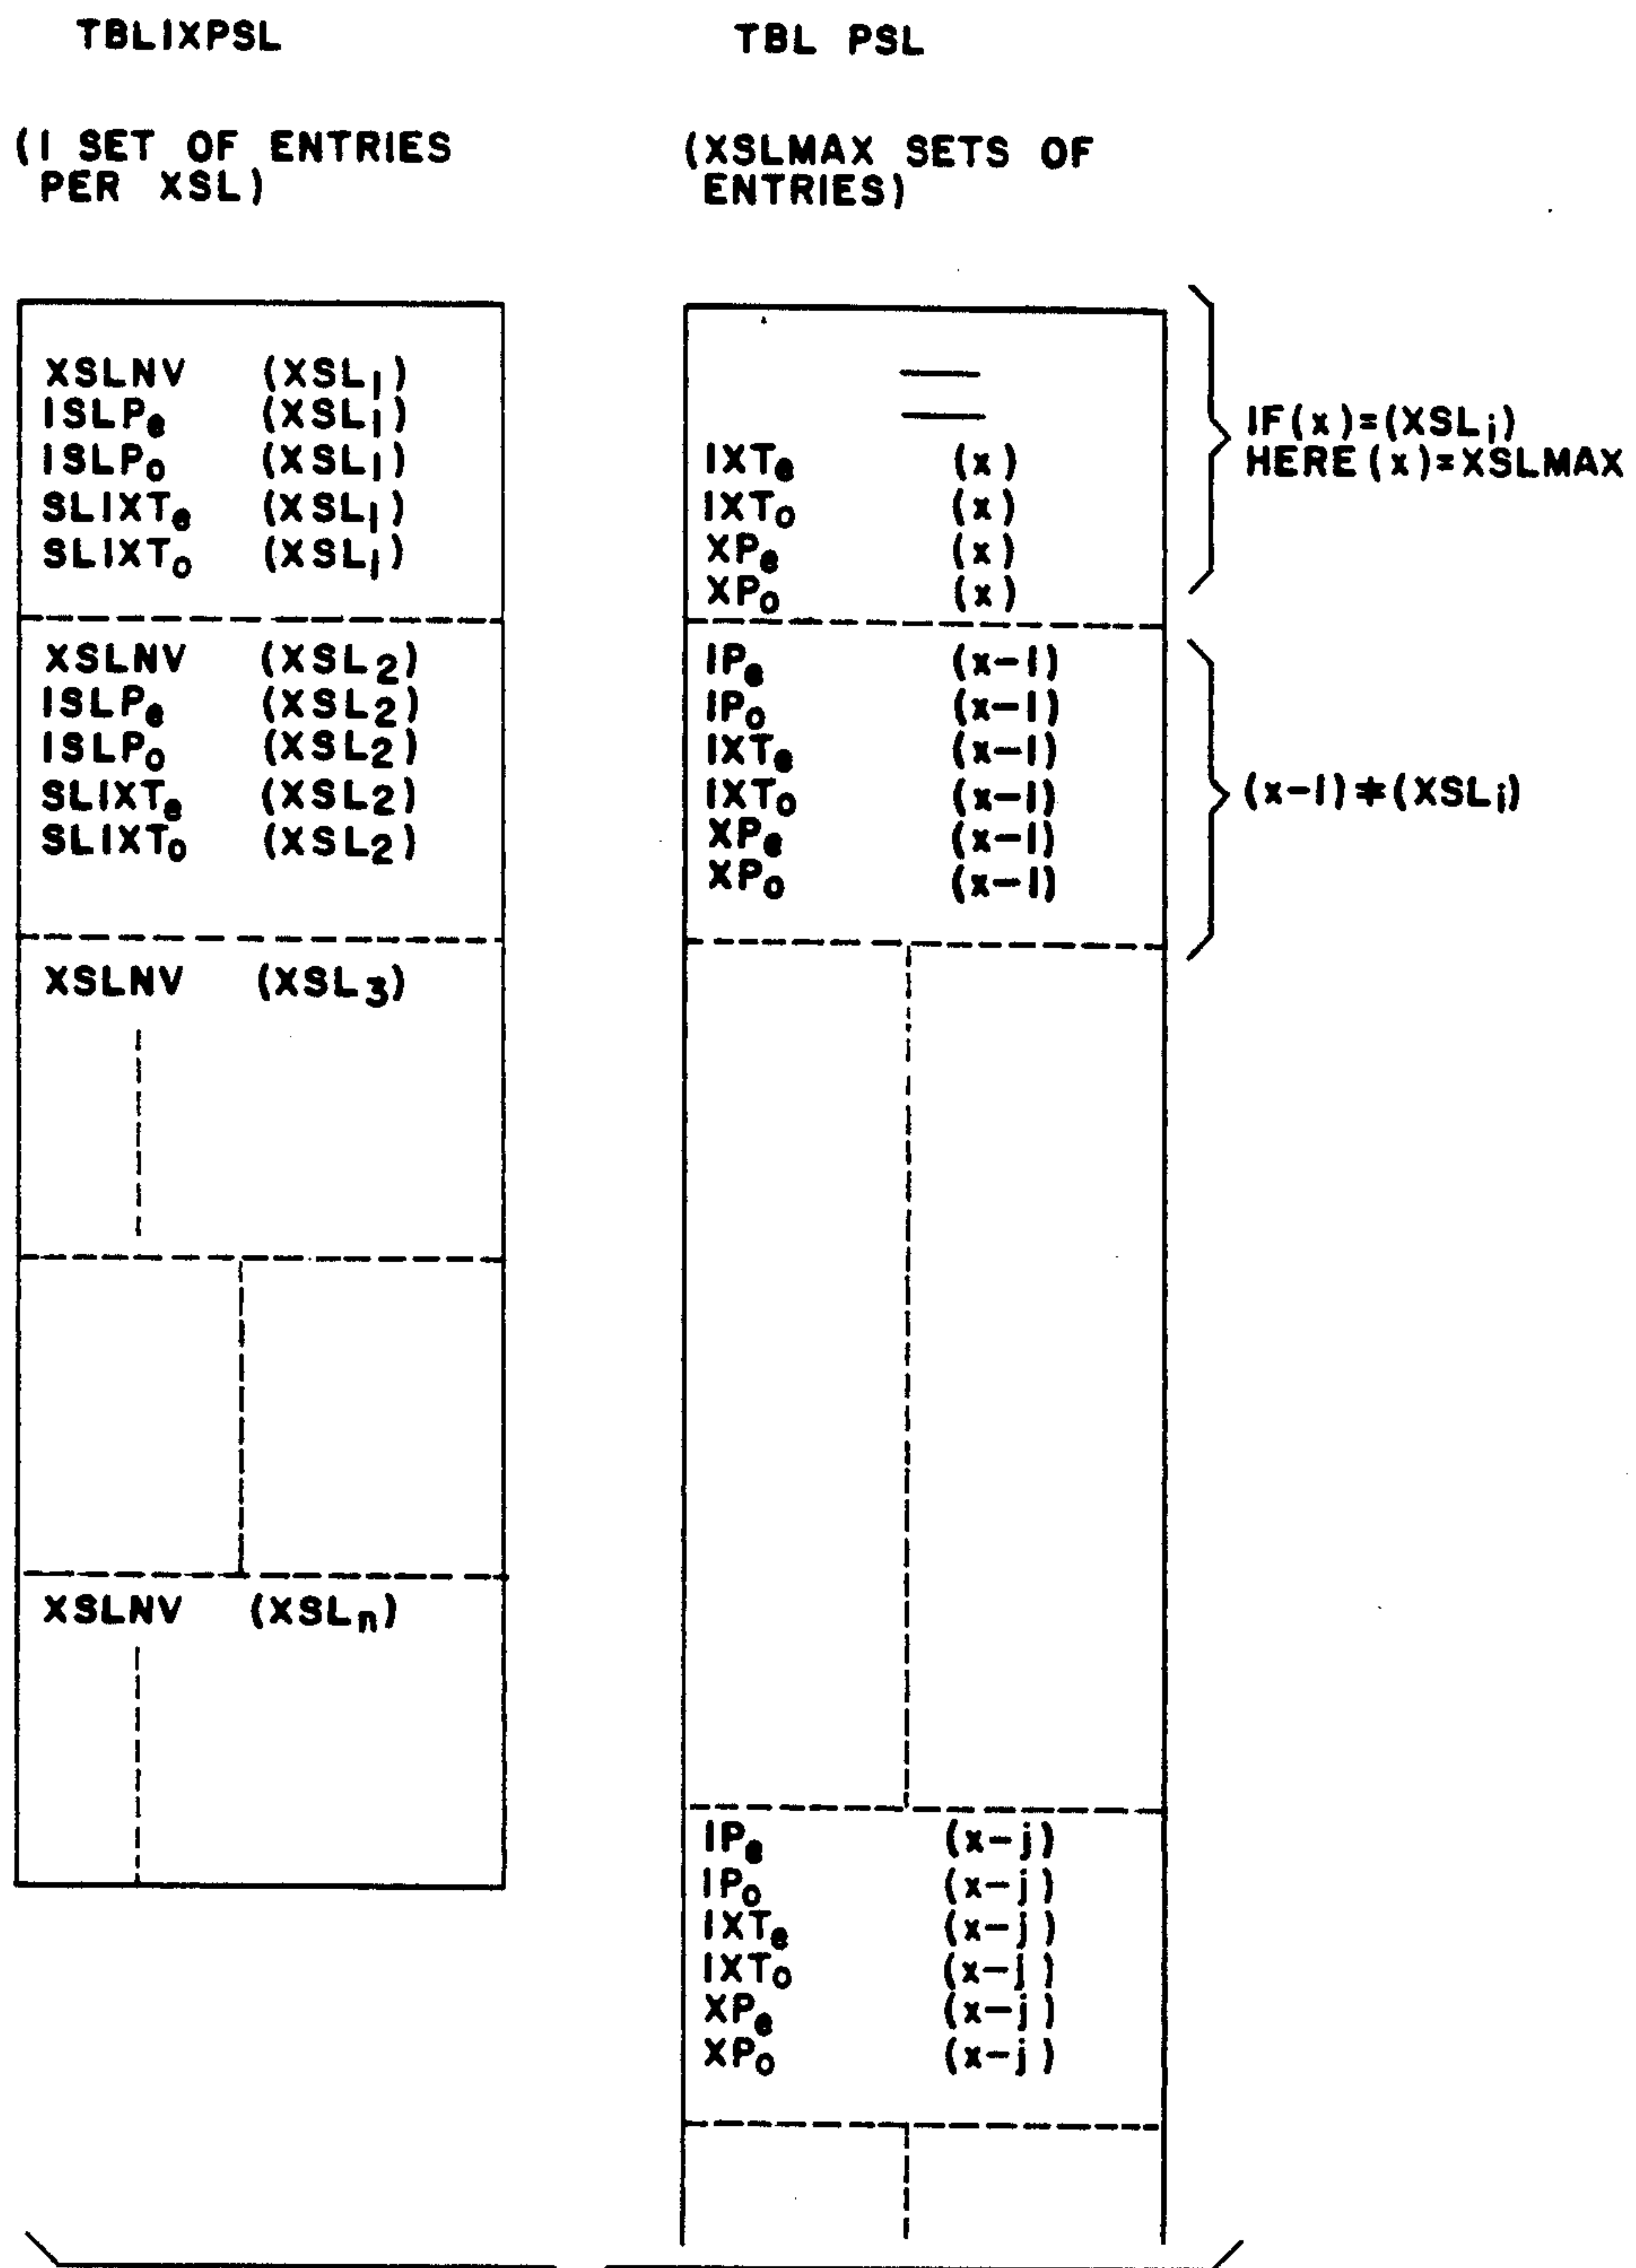 TBLIXPSL
(1 SET OF ENTRIES
PER XSL)
XSLNV (XSL₁)
ISLPₑ (XSL₁)
ISLPₒ (XSL₁)
SLIXTₑ (XSL₁)
SLIXTₒ (XSL₁)
XSLNV (XSL₂)
ISLPₑ (XSL₂)
ISLPₒ (XSL₂)
SLIXTₑ (XSL₂)
SLIXTₒ (XSL₂)
XSLNV (XSL₃)
XSLNV (XSLₙ)
TBL PSL
(XSLMAX SETS OF
ENTRIES)
IXTₑ (x)
IXTₒ (x)
XPₑ (x)
XPₒ (x)
IPₑ (x-1)
IPₒ (x-1)
IXTₑ (x-1)
IXTₒ (x-1)
XPₑ (x-1)
XPₒ (x-1)
IPₑ (x-j)
IPₒ (x-j)
IXTₑ (x-j)
IXTₒ (x-j)
XPₑ (x-j)
XPₒ (x-j)
IF(x)=(XSLᵢ)
HERE(x)=XSLMAX
(x-1)≠(XSLᵢ)